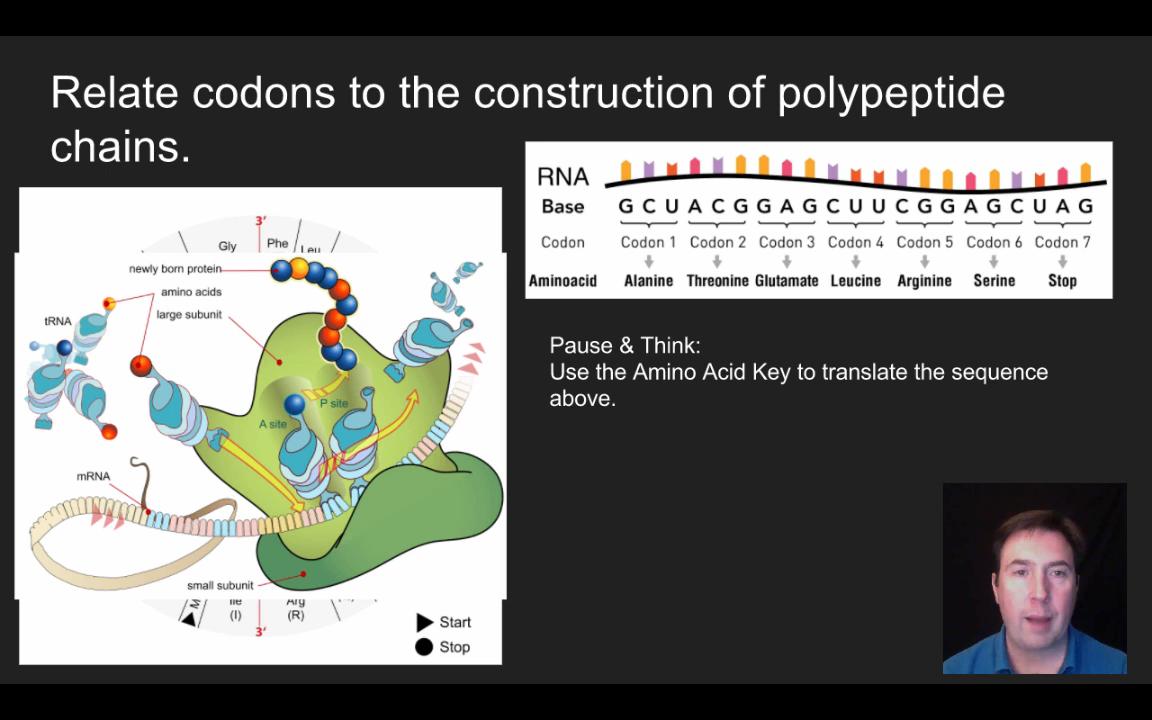 Relate codons to the construction of polypeptide
chains.
RNA
Base G C U A C G G A G C U U C G G A G C U A G
Codon Codon 1 Codon 2 Codon 3 Codon 4 Codon 5 Codon 6 Codon 7
Aminoacid Alanine Threonine Glutamate Leucine Arginine Serine Stop
Pause & Think:
Use the Amino Acid Key to translate the sequence
above.
3'
Gly Phe Leu
newly born protein
amino acids
large subunit
tRNA
P site
A site
mRNA
small subunit
Ile Arg
(I) (R)
3'
Start
Stop